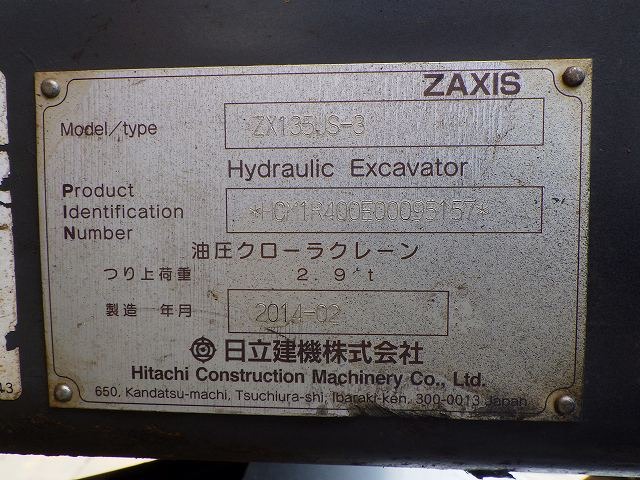 ZAXIS
Model/type ZX135US-3
Hydraulic Excavator
Product
Identification
Number
*HCM1R400E00095157*
油圧クローラクレーン
つり上荷重 2.9 t
製造 年月 2014-02
日立建機株式会社
Hitachi Construction Machinery Co., Ltd.
650, Kandatsu-machi, Tsuchiura-shi, Ibaraki-ken, 300-0013 Japan
43